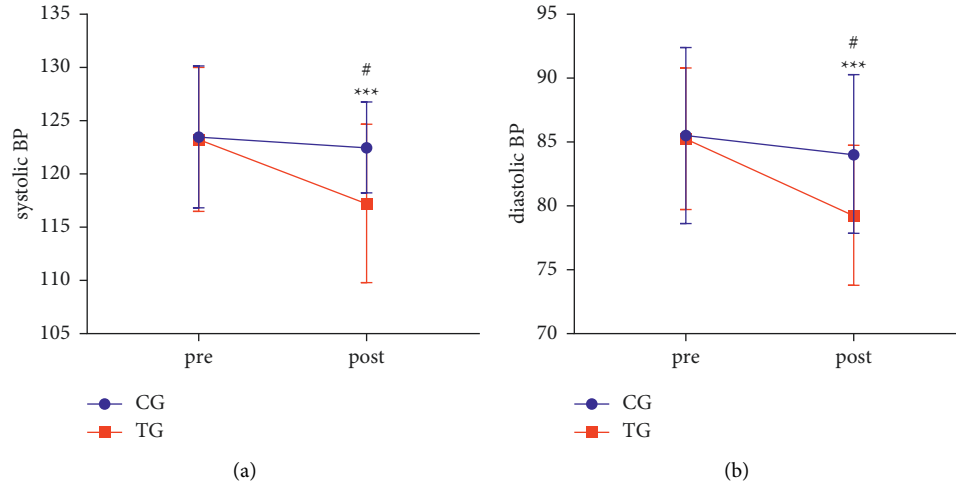 systolic BP
135
130
125
120
115
110
105
#
***
pre
post
CG
TG
(a)
diastolic BP
95
90
85
80
75
70
#
***
pre
post
CG
TG
(b)